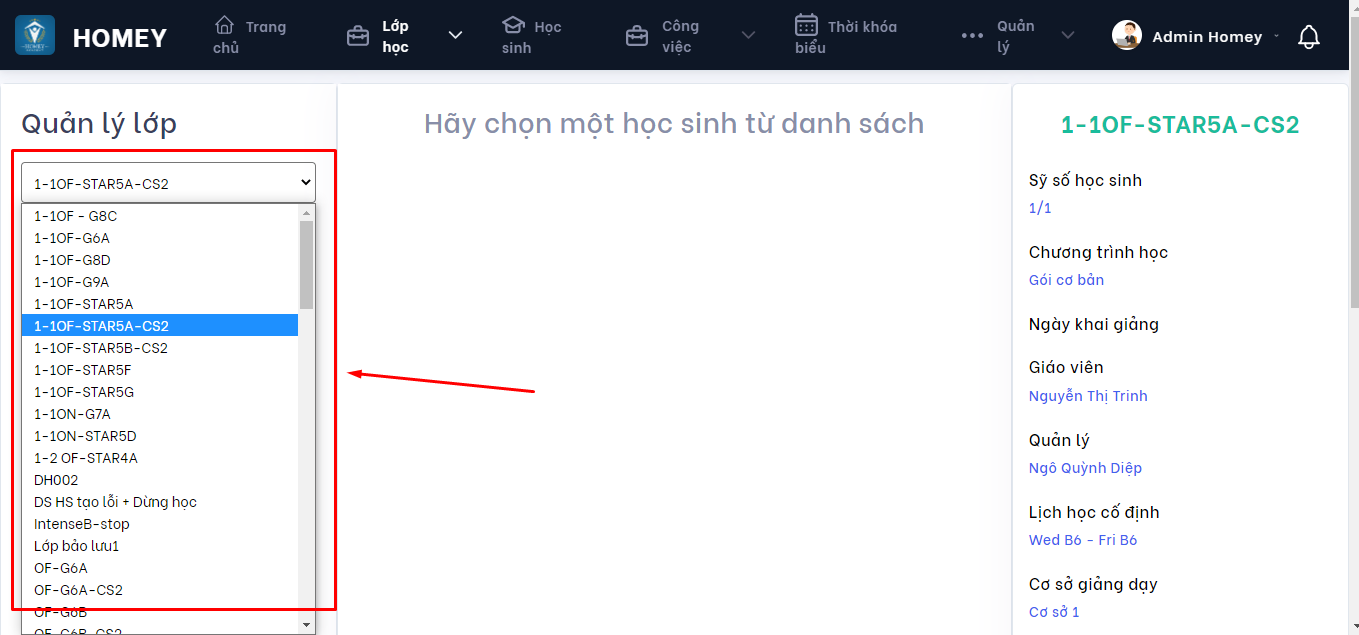 HOMEY
Trang chủ
Lớp học
Học sinh
Công việc
Thời khóa biểu
Quản lý
Admin Homey
Quản lý lớp
1-1OF-STAR5A-CS2
1-1OF - G8C
1-1OF-G6A
1-1OF-G8D
1-1OF-G9A
1-1OF-STAR5A
1-1OF-STAR5A-CS2
1-1OF-STAR5B-CS2
1-1OF-STAR5F
1-1OF-STAR5G
1-1ON-G7A
1-1ON-STAR5D
1-2 OF-STAR4A
DH002
DS HS tạo lỗi + Dừng học
IntenseB-stop
Lớp bảo lưu1
OF-G6A
OF-G6A-CS2
OF-G6B
OF-G6B-CS2
Hãy chọn một học sinh từ danh sách
1-1OF-STAR5A-CS2
Sỹ số học sinh
1/1
Chương trình học
Gói cơ bản
Ngày khai giảng
Giáo viên
Nguyễn Thị Trinh
Quản lý
Ngô Quỳnh Diệp
Lịch học cố định
Wed B6 - Fri B6
Cơ sở giảng dạy
Cơ sở 1